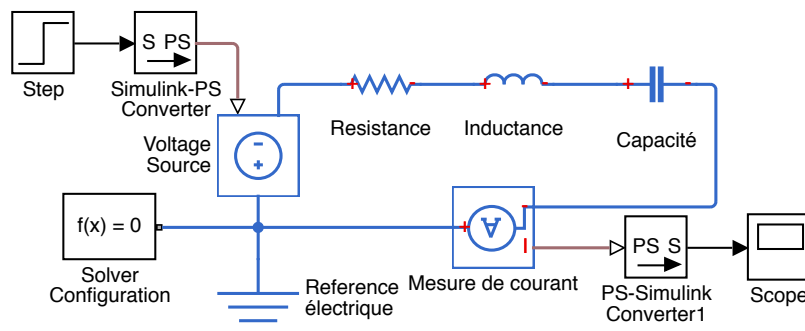 S PS
Step
Simulink-PS
Converter
Resistance
Inductance
Capacité
Voltage
Source
-
+
+ - + - + -
f(x) = 0
Solver
Configuration
Reference
électrique
+
-
A
I
Mesure de courant
PS S
PS-Simulink
Converter1
Scope